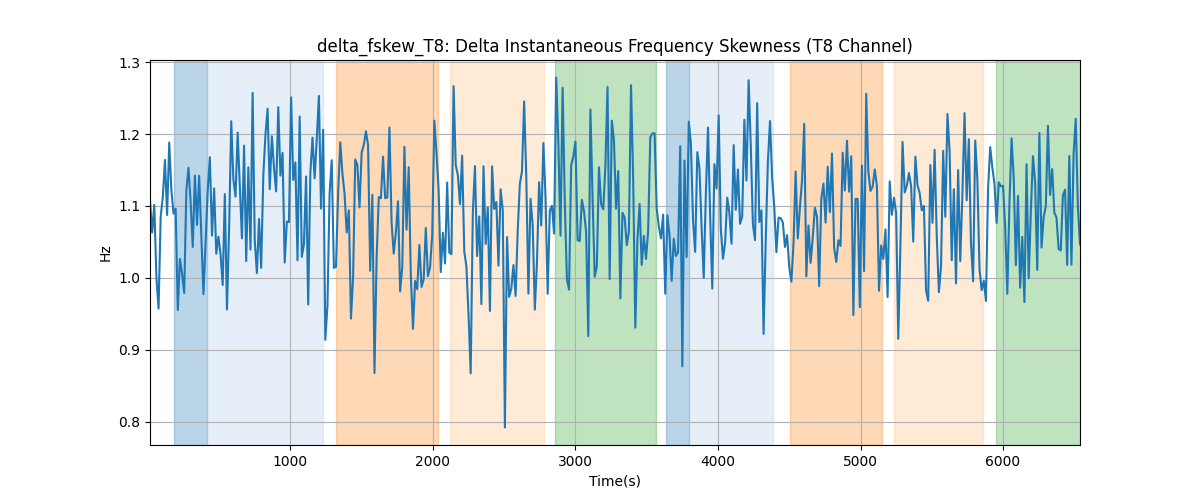 delta_fskew_T8: Delta Instantaneous Frequency Skewness (T8 Channel)
1.3
1.2
1.1
1.0
0.9
0.8
Hz
1000 2000 3000 4000 5000 6000
Time(s)